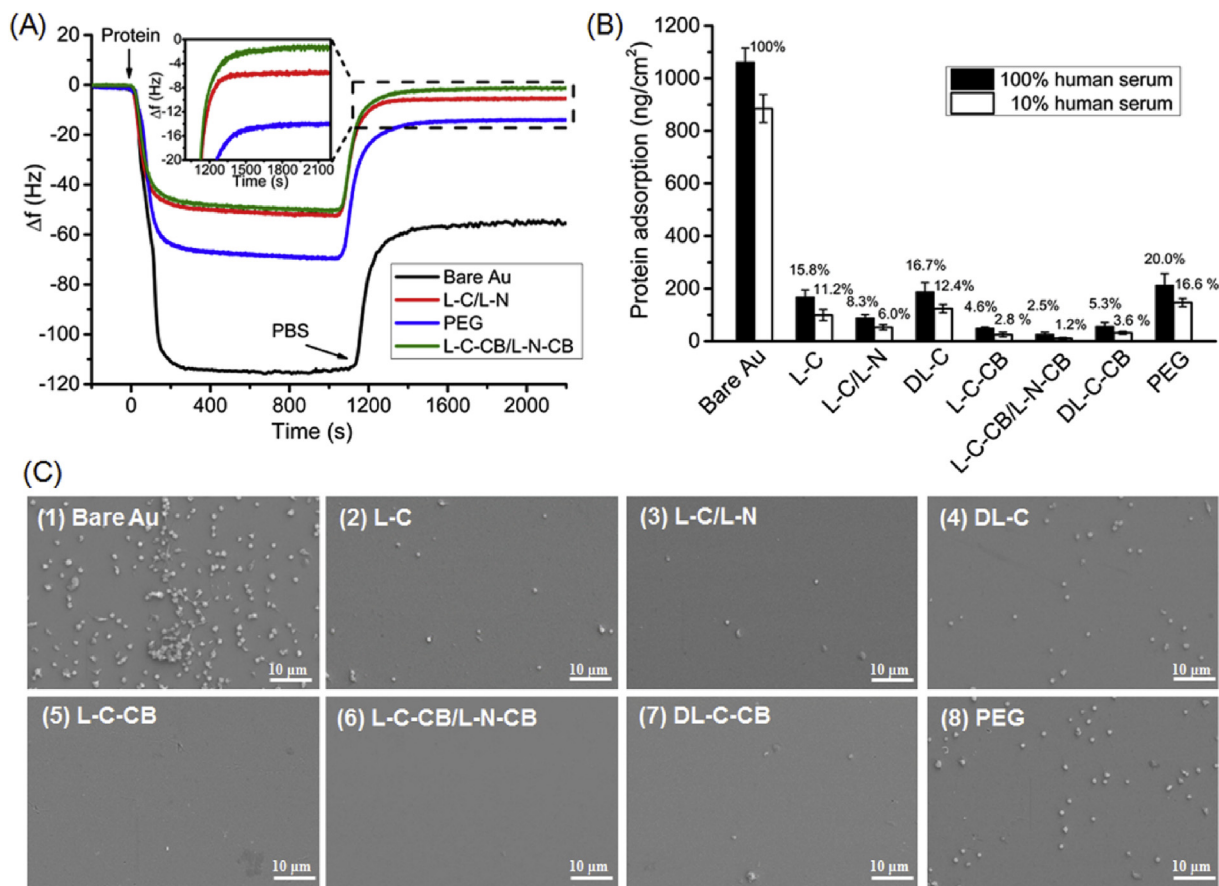 (A)
Protein
20
0
-20
-40
-60
-80
-100
-120
Δf (Hz)
0
-4
-8
-12
-16
-20
Δf (Hz)
1200 1400 1600 1800 2000 2200
Time (s)
Bare Au
L-C/L-N
PEG
L-C-CB/L-N-CB
PBS
0 400 800 1200 1600 2000
Time (s)
(B)
1200
1000
800
600
400
200
0
Protein adsorption (ng/cm²)
100%
100% human serum
10% human serum
15.8%
11.2%
8.3%
6.0%
16.7%
12.4%
4.6%
2.8 %
2.5%
1.2%
5.3%
3.6 %
20.0%
16.6 %
Bare Au
L-C
L-C/L-N
DL-C
L-C-CB
L-C-CB/L-N-CB
DL-C-CB
PEG
(C)
(1) Bare Au
10 μm
(2) L-C
10 μm
(3) L-C/L-N
10 μm
(4) DL-C
10 μm
(5) L-C-CB
10 μm
(6) L-C-CB/L-N-CB
10 μm
(7) DL-C-CB
10 μm
(8) PEG
10 μm